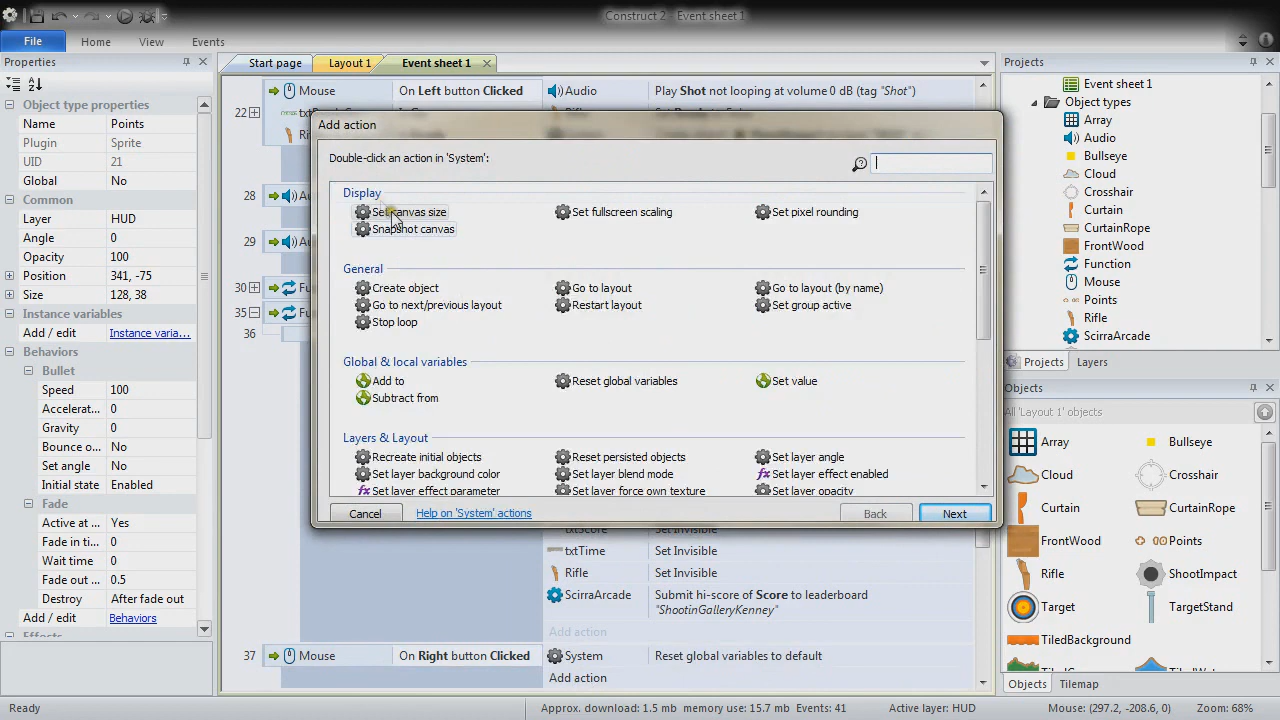 Construct 2 - Event sheet 1
File Home View Events
Properties
Object type properties
Name Points
Plugin Sprite
UID 21
Global No
Common
Layer HUD
Angle 0
Opacity 100
Position 341, -75
Size 128, 38
Instance variables
Add / edit Instance varia...
Behaviors
Bullet
Speed 100
Accelerat... 0
Gravity 0
Bounce o... No
Set angle No
Initial state Enabled
Fade
Active at ... Yes
Fade in ti... 0
Wait time 0
Fade out ... 0.5
Destroy After fade out
Add / edit Behaviors
Start page Layout 1 Event sheet 1
Mouse On Left button Clicked Audio Play Shot not looping at volume 0 dB (tag "Shot")
22
28
29
30
35
36
Add action
Double-click an action in 'System':
Display
Set canvas size Set fullscreen scaling Set pixel rounding
Snapshot canvas
General
Create object Go to layout Go to layout (by name)
Go to next/previous layout Restart layout Set group active
Stop loop
Global & local variables
Add to Reset global variables Set value
Subtract from
Layers & Layout
Recreate initial objects Reset persisted objects Set layer angle
Set layer background color Set layer blend mode Set layer effect enabled
Set layer effect parameter Set layer force own texture Set layer opacity
Cancel Help on 'System' actions Back Next
txtScore Set Invisible
txtTime Set Invisible
Rifle Set Invisible
ScirraArcade Submit hi-score of Score to leaderboard
"ShootinGalleryKenney"
Add action
37 Mouse On Right button Clicked System Reset global variables to default
Add action
Projects
Event sheet 1
Object types
Array
Audio
Bullseye
Cloud
Crosshair
Curtain
CurtainRope
FrontWood
Function
Mouse
Points
Rifle
ScirraArcade
Projects Layers
Objects
All 'Layout 1' objects
Array Bullseye
Cloud Crosshair
Curtain CurtainRope
FrontWood Points
Rifle ShootImpact
Target TargetStand
TiledBackground
Objects Tilemap
Ready Approx. download: 1.5 mb memory use: 15.7 mb Events: 41 Active layer: HUD Mouse: (297.2, -208.6, 0) Zoom: 68%